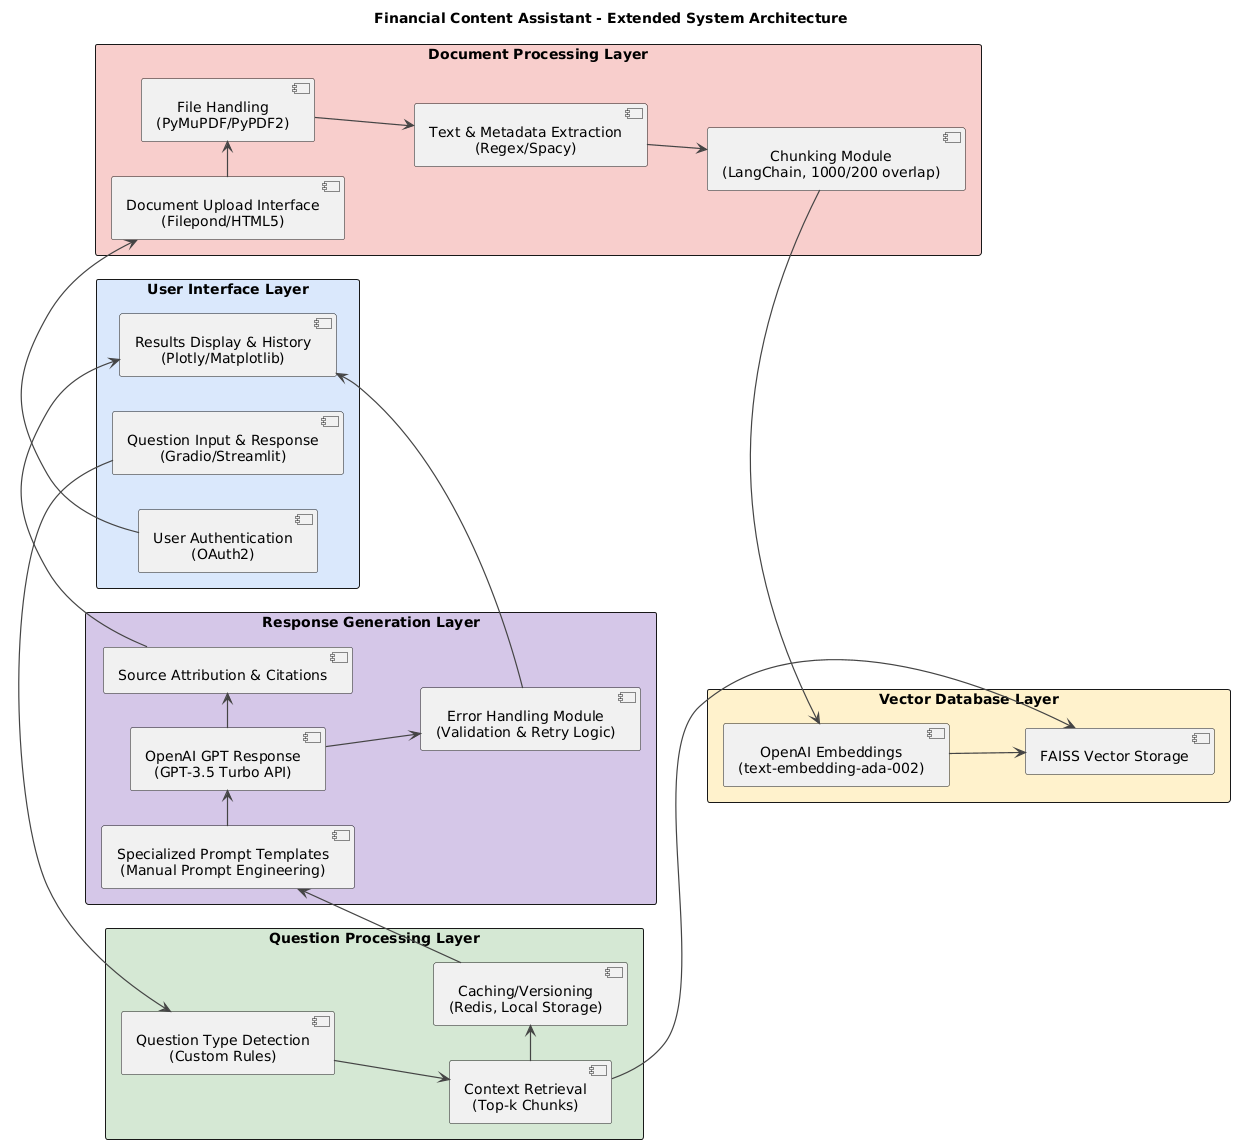 Financial Content Assistant - Extended System Architecture
Document Processing Layer
File Handling
(PyMuPDF/PyPDF2)
Text & Metadata Extraction
(Regex/Spacy)
Chunking Module
(LangChain, 1000/200 overlap)
Document Upload Interface
(Filepond/HTML5)
User Interface Layer
Results Display & History
(Plotly/Matplotlib)
Question Input & Response
(Gradio/Streamlit)
User Authentication
(OAuth2)
Response Generation Layer
Source Attribution & Citations
Error Handling Module
(Validation & Retry Logic)
OpenAI GPT Response
(GPT-3.5 Turbo API)
Specialized Prompt Templates
(Manual Prompt Engineering)
Vector Database Layer
OpenAI Embeddings
(text-embedding-ada-002)
FAISS Vector Storage
Question Processing Layer
Caching/Versioning
(Redis, Local Storage)
Question Type Detection
(Custom Rules)
Context Retrieval
(Top-k Chunks)